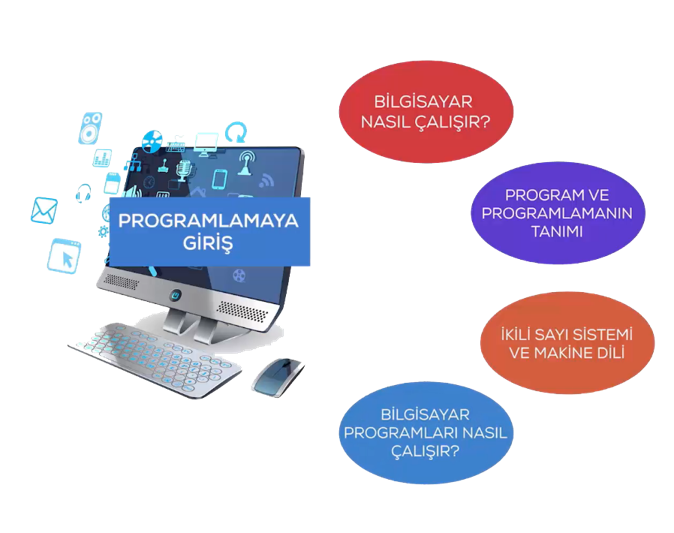 PROGRAMLAMAYA
GİRİŞ
BİLGİSAYAR
NASIL ÇALIŞIR?
PROGRAM VE
PROGRAMLAMANIN
TANIMI
İKİLİ SAYI SİSTEMİ
VE MAKİNE DİLİ
BİLGİSAYAR
PROGRAMLARI NASIL
ÇALIŞIR?